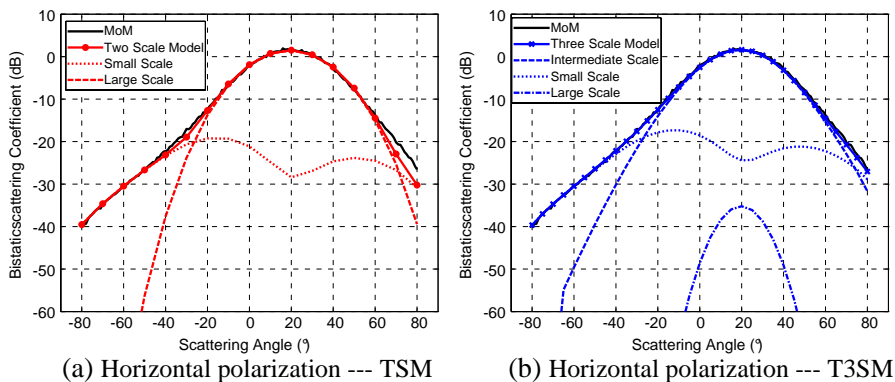 MoM
Two Scale Model
Small Scale
Large Scale
10
0
-10
-20
-30
-40
-50
-60
Bistaticscattering Coefficient (dB)
-80 -60 -40 -20 0 20 40 60 80
Scattering Angle (°)
(a) Horizontal polarization --- TSM
MoM
Three Scale Model
Intermediate Scale
Small Scale
Large Scale
10
0
-10
-20
-30
-40
-50
-60
Bistaticscattering Coefficient (dB)
-80 -60 -40 -20 0 20 40 60 80
Scattering Angle (°)
(b) Horizontal polarization --- T3SM